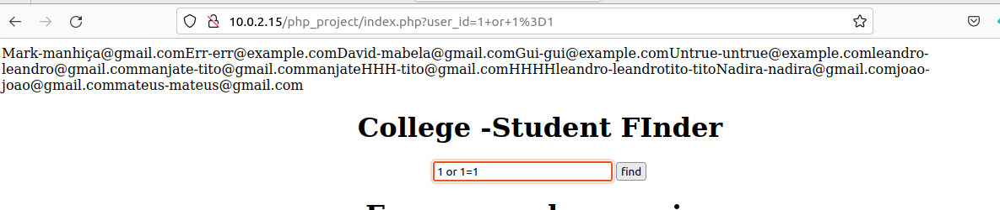 10.0.2.15/php_project/index.php?user_id=1+or+1%3D1
Mark-manhiça@gmail.comErr-err@example.comDavid-mabela@gmail.comGui-gui@example.comUntrue-untrue@example.comleandro-
leandro@gmail.commanjate-tito@gmail.commanjateHHH-tito@gmail.comHHHHleandro-leandrotito-titoNadira-nadira@gmail.comjoao-
joao@gmail.commateus-mateus@gmail.com
College -Student FInder
1 or 1=1 find